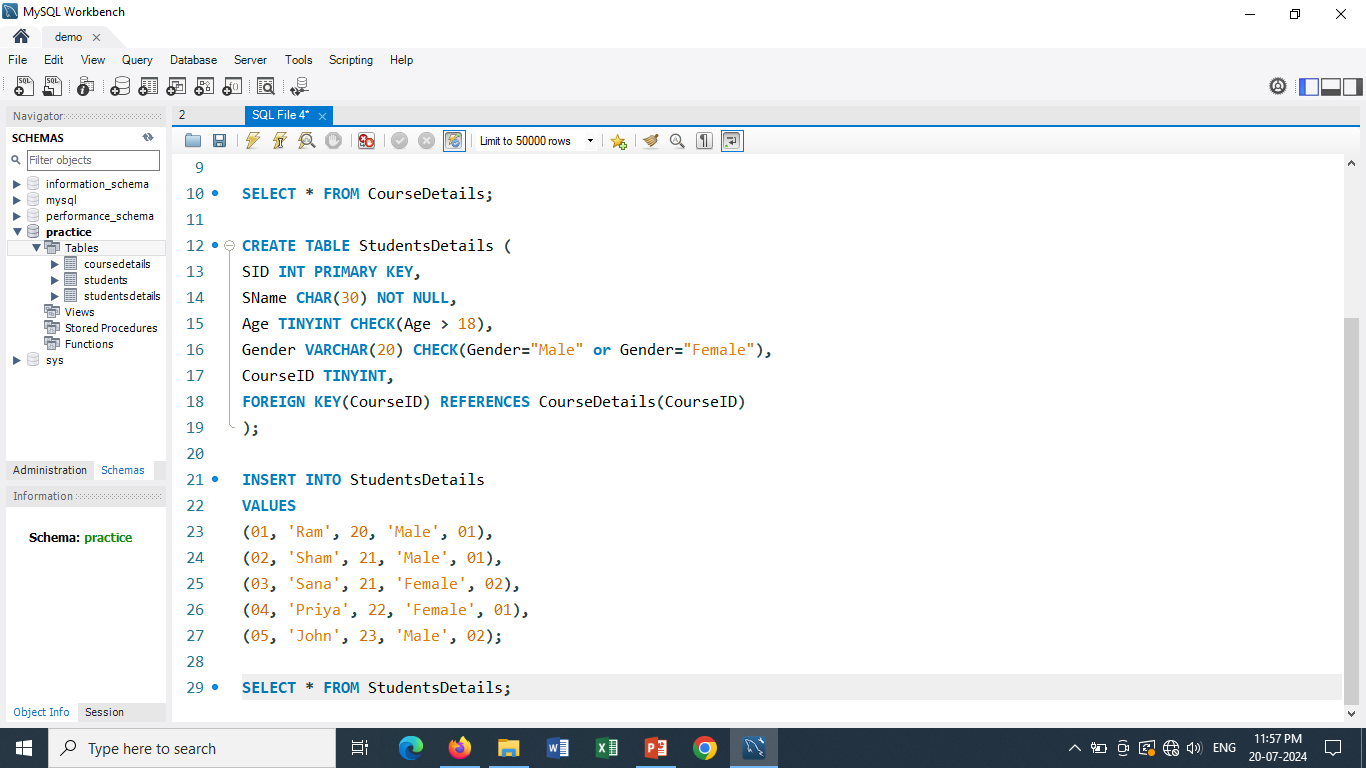 MySQL Workbench
demo
File Edit View Query Database Server Tools Scripting Help
Navigator
SCHEMAS
Filter objects
information_schema
mysql
performance_schema
practice
Tables
coursedetails
students
studentsdetails
Views
Stored Procedures
Functions
sys
Administration Schemas
Information
Schema: practice
Object Info Session
2 SQL File 4*
Limit to 50000 rows
9
10 SELECT * FROM CourseDetails;
11
12 CREATE TABLE StudentsDetails (
13 SID INT PRIMARY KEY,
14 SName CHAR(30) NOT NULL,
15 Age TINYINT CHECK(Age > 18),
16 Gender VARCHAR(20) CHECK(Gender="Male" or Gender="Female"),
17 CourseID TINYINT,
18 FOREIGN KEY(CourseID) REFERENCES CourseDetails(CourseID)
19 );
20
21 INSERT INTO StudentsDetails
22 VALUES
23 (01, 'Ram', 20, 'Male', 01),
24 (02, 'Sham', 21, 'Male', 01),
25 (03, 'Sana', 21, 'Female', 02),
26 (04, 'Priya', 22, 'Female', 01),
27 (05, 'John', 23, 'Male', 02);
28
29 SELECT * FROM StudentsDetails;
Type here to search
ENG
11:57 PM
20-07-2024